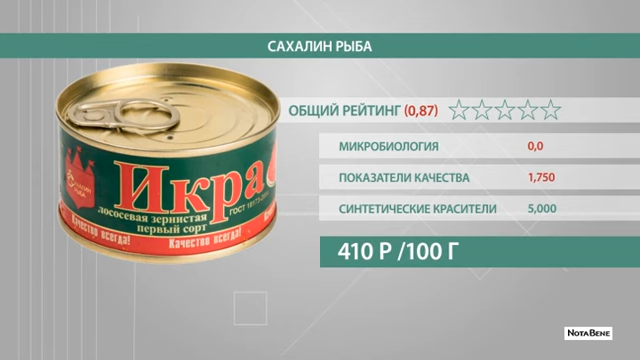 САХАЛИН РЫБА
ОБЩИЙ РЕЙТИНГ (0,87)
МИКРОБИОЛОГИЯ 0,0
ПОКАЗАТЕЛИ КАЧЕСТВА 1,750
СИНТЕТИЧЕСКИЕ КРАСИТЕЛИ 5,000
410 Р /100 Г
Икра
лососевая зернистая
первый сорт
Качество всегда!
Качество всегда!
NOTABENE